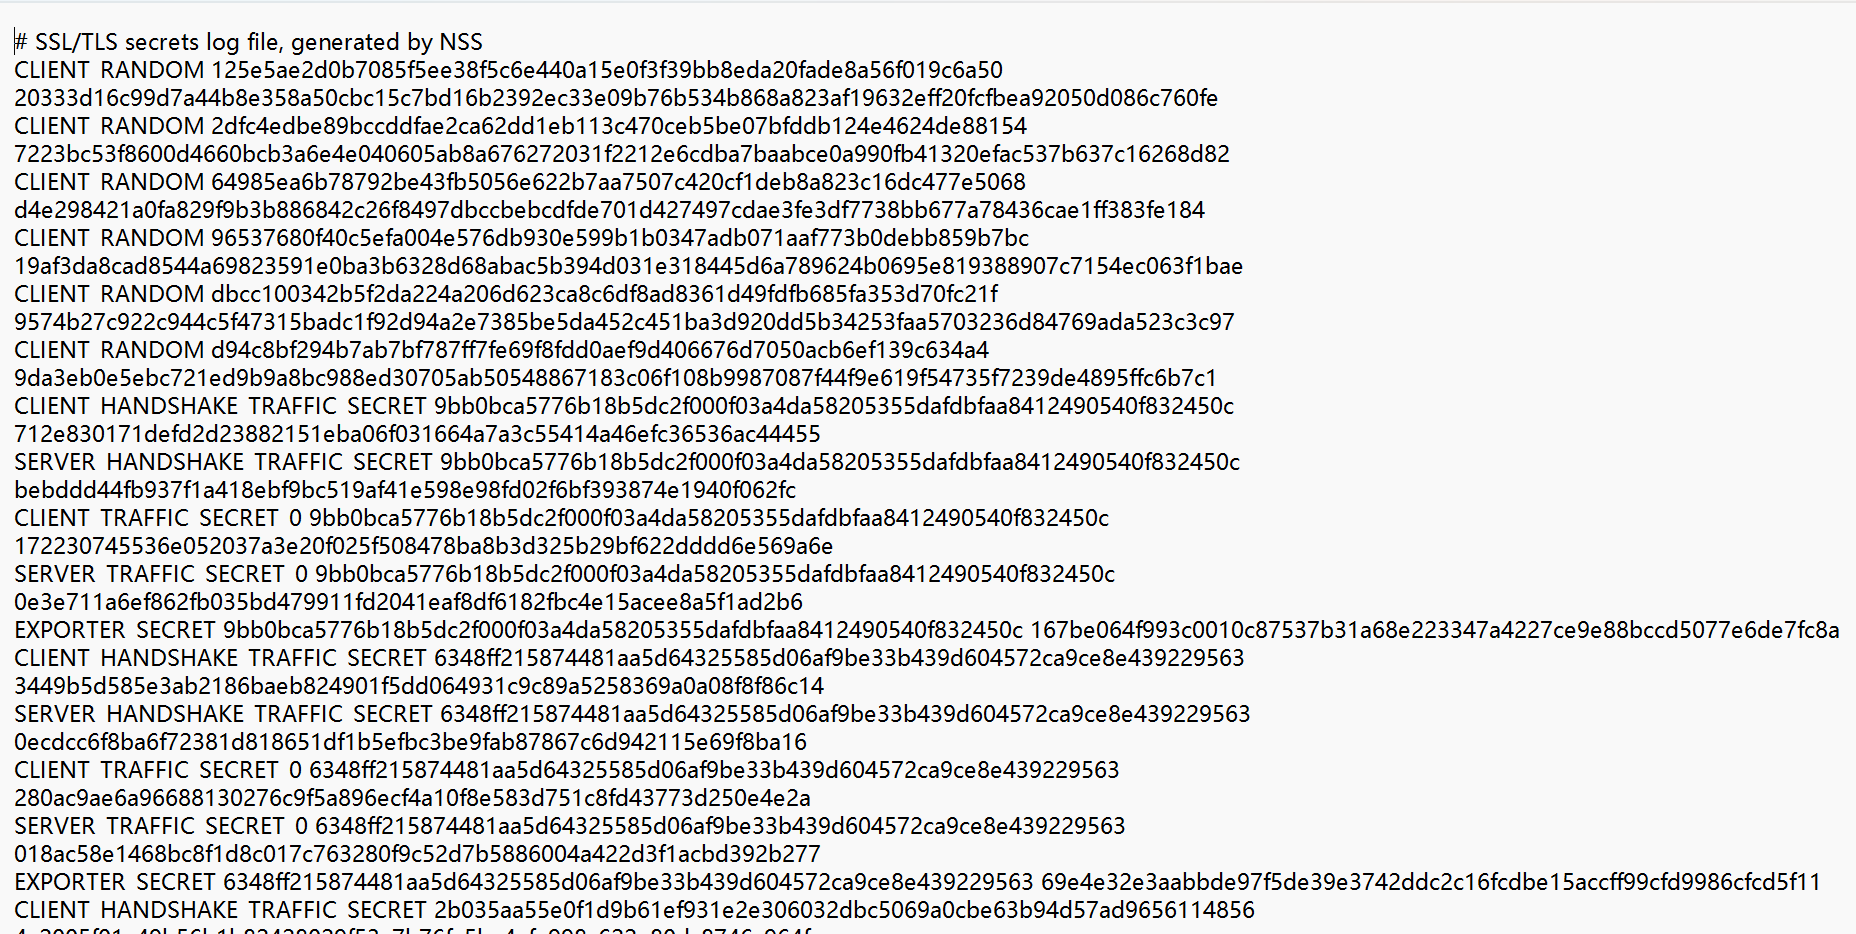 # SSL/TLS secrets log file, generated by NSS
CLIENT_RANDOM 125e5ae2d0b7085f5ee38f5c6e440a15e0f3f39bb8eda20fade8a56f019c6a50
20333d16c99d7a44b8e358a50cbc15c7bd16b2392ec33e09b76b534b868a823af19632eff20fcfbea92050d086c760fe
CLIENT_RANDOM 2dfc4edbe89bccddfae2ca62dd1eb113c470ceb5be07bfddb124e4624de88154
7223bc53f8600d4660bcb3a6e4e040605ab8a676272031f2212e6cdba7baabce0a990fb41320efac537b637c16268d82
CLIENT_RANDOM 64985ea6b78792be43fb5056e622b7aa7507c420cf1deb8a823c16dc477e5068
d4e298421a0fa829f9b3b886842c26f8497dbccbebcdfde701d427497cdae3fe3df7738bb677a78436cae1ff383fe184
CLIENT_RANDOM 96537680f40c5efa004e576db930e599b1b0347adb071aaf773b0debb859b7bc
19af3da8cad8544a69823591e0ba3b6328d68abac5b394d031e318445d6a789624b0695e819388907c7154ec063f1bae
CLIENT_RANDOM dbcc100342b5f2da224a206d623ca8c6df8ad8361d49fdfb685fa353d70fc21f
9574b27c922c944c5f47315badc1f92d94a2e7385be5da452c451ba3d920dd5b34253faa5703236d84769ada523c3c97
CLIENT_RANDOM d94c8bf294b7ab7bf787ff7fe69f8fdd0aef9d406676d7050acb6ef139c634a4
9da3eb0e5ebc721ed9b9a8bc988ed30705ab50548867183c06f108b9987087f44f9e619f54735f7239de4895ffc6b7c1
CLIENT_HANDSHAKE_TRAFFIC_SECRET 9bb0bca5776b18b5dc2f000f03a4da58205355dafdbfaa8412490540f832450c
712e830171defd2d23882151eba06f031664a7a3c55414a46efc36536ac44455
SERVER_HANDSHAKE_TRAFFIC_SECRET 9bb0bca5776b18b5dc2f000f03a4da58205355dafdbfaa8412490540f832450c
bebddd44fb937f1a418ebf9bc519af41e598e98fd02f6bf393874e1940f062fc
CLIENT_TRAFFIC_SECRET_0 9bb0bca5776b18b5dc2f000f03a4da58205355dafdbfaa8412490540f832450c
172230745536e052037a3e20f025f508478ba8b3d325b29bf622dddd6e569a6e
SERVER_TRAFFIC_SECRET_0 9bb0bca5776b18b5dc2f000f03a4da58205355dafdbfaa8412490540f832450c
0e3e711a6ef862fb035bd479911fd2041eaf8df6182fbc4e15acee8a5f1ad2b6
EXPORTER_SECRET 9bb0bca5776b18b5dc2f000f03a4da58205355dafdbfaa8412490540f832450c 167be064f993c0010c87537b31a68e223347a4227ce9e88bccd5077e6de7fc8a
CLIENT_HANDSHAKE_TRAFFIC_SECRET 6348ff215874481aa5d64325585d06af9be33b439d604572ca9ce8e439229563
3449b5d585e3ab2186baeb824901f5dd064931c9c89a5258369a0a08f8f86c14
SERVER_HANDSHAKE_TRAFFIC_SECRET 6348ff215874481aa5d64325585d06af9be33b439d604572ca9ce8e439229563
0ecdcc6f8ba6f72381d818651df1b5efbc3be9fab87867c6d942115e69f8ba16
CLIENT_TRAFFIC_SECRET_0 6348ff215874481aa5d64325585d06af9be33b439d604572ca9ce8e439229563
280ac9ae6a96688130276c9f5a896ecf4a10f8e583d751c8fd43773d250e4e2a
SERVER_TRAFFIC_SECRET_0 6348ff215874481aa5d64325585d06af9be33b439d604572ca9ce8e439229563
018ac58e1468bc8f1d8c017c763280f9c52d7b5886004a422d3f1acbd392b277
EXPORTER_SECRET 6348ff215874481aa5d64325585d06af9be33b439d604572ca9ce8e439229563 69e4e32e3aabbde97f5de39e3742ddc2c16fcdbe15accff99cfd9986cfcd5f11
CLIENT_HANDSHAKE_TRAFFIC_SECRET 2b035aa55e0f1d9b61ef931e2e306032dbc5069a0cbe63b94d57ad9656114856